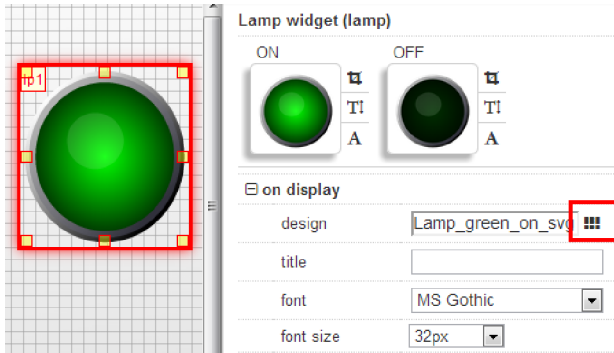 Lamp widget (lamp)
ON
OFF
lp1
T
A
T
A
on display
design
Lamp_green_on_svg
title
font
MS Gothic
font size
32px